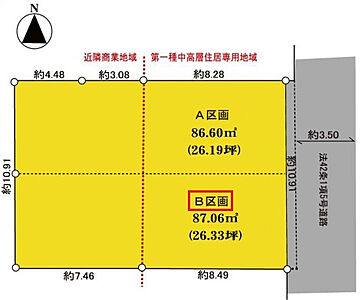 N
近隣商業地域
第一種中高層住居専用地域
約4.48
約3.08
約8.28
A区画
86.60㎡
(26.19坪)
約3.50
約10.91
約10.91
法42条1項5号道路
B区画
87.06㎡
(26.33坪)
約7.46
約8.49